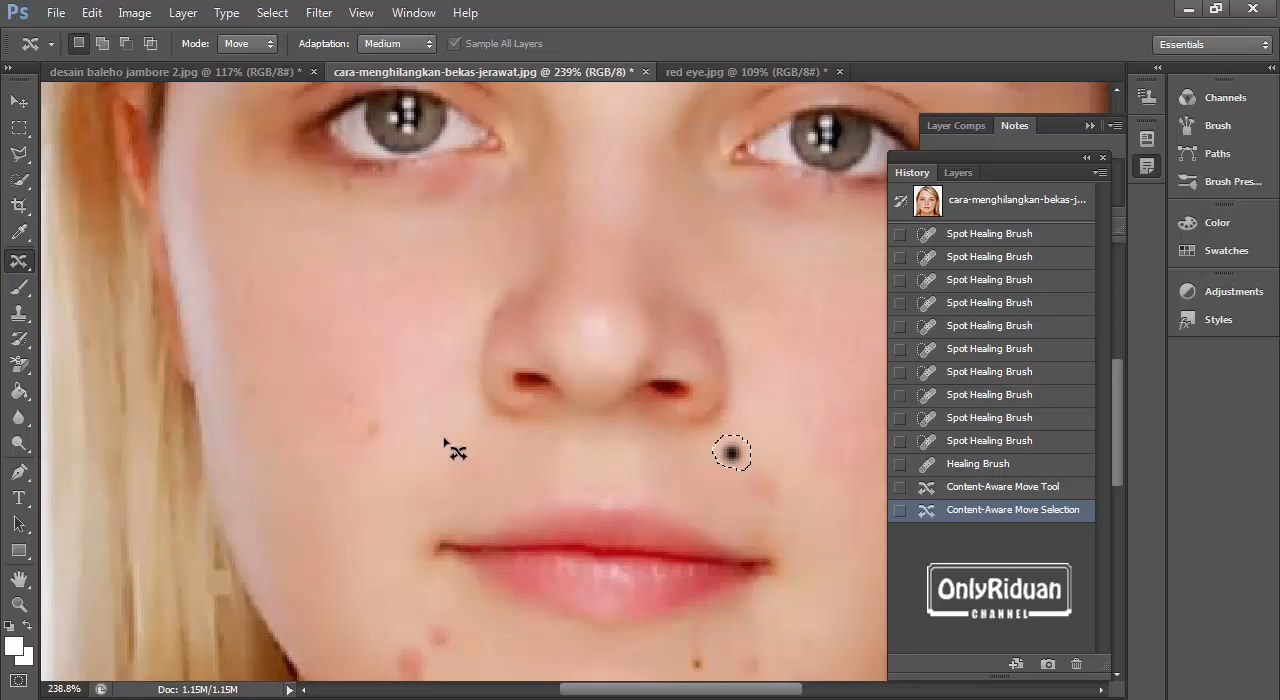 Ps File Edit Image Layer Type Select Filter View Window Help
Mode: Move Adaptation: Medium Sample All Layers Essentials
desain baleho jambore 2.jpg @ 117% (RGB/8#) * × cara-menghilangkan-bekas-jerawat.jpg @ 239% (RGB/8) * × red eye.jpg @ 109% (RGB/8#) * ×
Layer Comps Notes
History Layers
cara-menghilangkan-bekas-j...
Spot Healing Brush
Spot Healing Brush
Spot Healing Brush
Spot Healing Brush
Spot Healing Brush
Spot Healing Brush
Spot Healing Brush
Spot Healing Brush
Spot Healing Brush
Spot Healing Brush
Healing Brush
Content-Aware Move Tool
Content-Aware Move Selection
Channels
Brush
Paths
Brush Pres...
Color
Swatches
Adjustments
Styles
OnlyRiduan
CHANNEL
238.8% Doc: 1.15M/1.15M